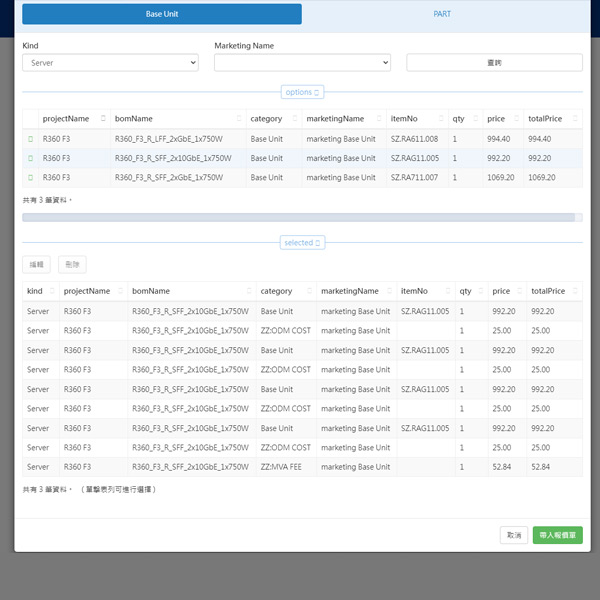 Base Unit PART
Kind Marketing Name
Server 查詢
options
projectName bomName category marketingName itemNo qty price totalPrice
R360 F3 R360_F3_R_LFF_2xGbE_1x750W Base Unit marketing Base Unit SZ.RA611.008 1 994.40 994.40
R360 F3 R360_F3_R_SFF_2x10GbE_1x750W Base Unit marketing Base Unit SZ.RAG11.005 1 992.20 992.20
R360 F3 R360_F3_R_SFF_2xGbE_1x750W Base Unit marketing Base Unit SZ.RA711.007 1 1069.20 1069.20
共有 3 筆資料。
selected
編輯 刪除
kind projectName bomName category marketingName itemNo qty price totalPrice
Server R360 F3 R360_F3_R_SFF_2x10GbE_1x750W Base Unit marketing Base Unit SZ.RAG11.005 1 992.20 992.20
Server R360 F3 R360_F3_R_SFF_2x10GbE_1x750W ZZ:ODM COST marketing Base Unit 1 25.00 25.00
Server R360 F3 R360_F3_R_SFF_2x10GbE_1x750W Base Unit marketing Base Unit SZ.RAG11.005 1 992.20 992.20
Server R360 F3 R360_F3_R_SFF_2x10GbE_1x750W ZZ:ODM COST marketing Base Unit 1 25.00 25.00
Server R360 F3 R360_F3_R_SFF_2x10GbE_1x750W Base Unit marketing Base Unit SZ.RAG11.005 1 992.20 992.20
Server R360 F3 R360_F3_R_SFF_2x10GbE_1x750W ZZ:ODM COST marketing Base Unit 1 25.00 25.00
Server R360 F3 R360_F3_R_SFF_2x10GbE_1x750W Base Unit marketing Base Unit SZ.RAG11.005 1 992.20 992.20
Server R360 F3 R360_F3_R_SFF_2x10GbE_1x750W ZZ:ODM COST marketing Base Unit 1 25.00 25.00
Server R360 F3 R360_F3_R_SFF_2x10GbE_1x750W ZZ:MVA FEE marketing Base Unit 1 52.84 52.84
共有 3 筆資料。 （單擊表列可進行選擇）
取消 帶入報價單